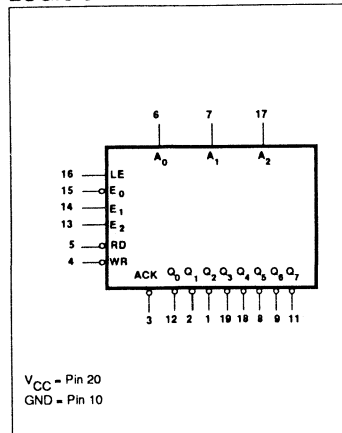 6 7 17
A0 A1 A2
16 LE
15 E0
14 E1
13 E2
5 RD
4 WR
ACK Q0 Q1 Q2 Q3 Q4 Q5 Q6 Q7
3 12 2 1 19 18 8 9 11
VCC = Pin 20
GND = Pin 10